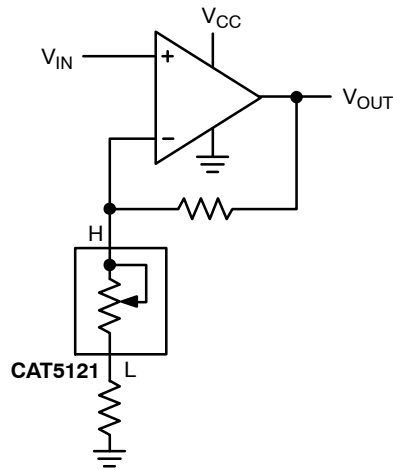 V_CC
V_IN
+
V_OUT
−
H
CAT5121 L